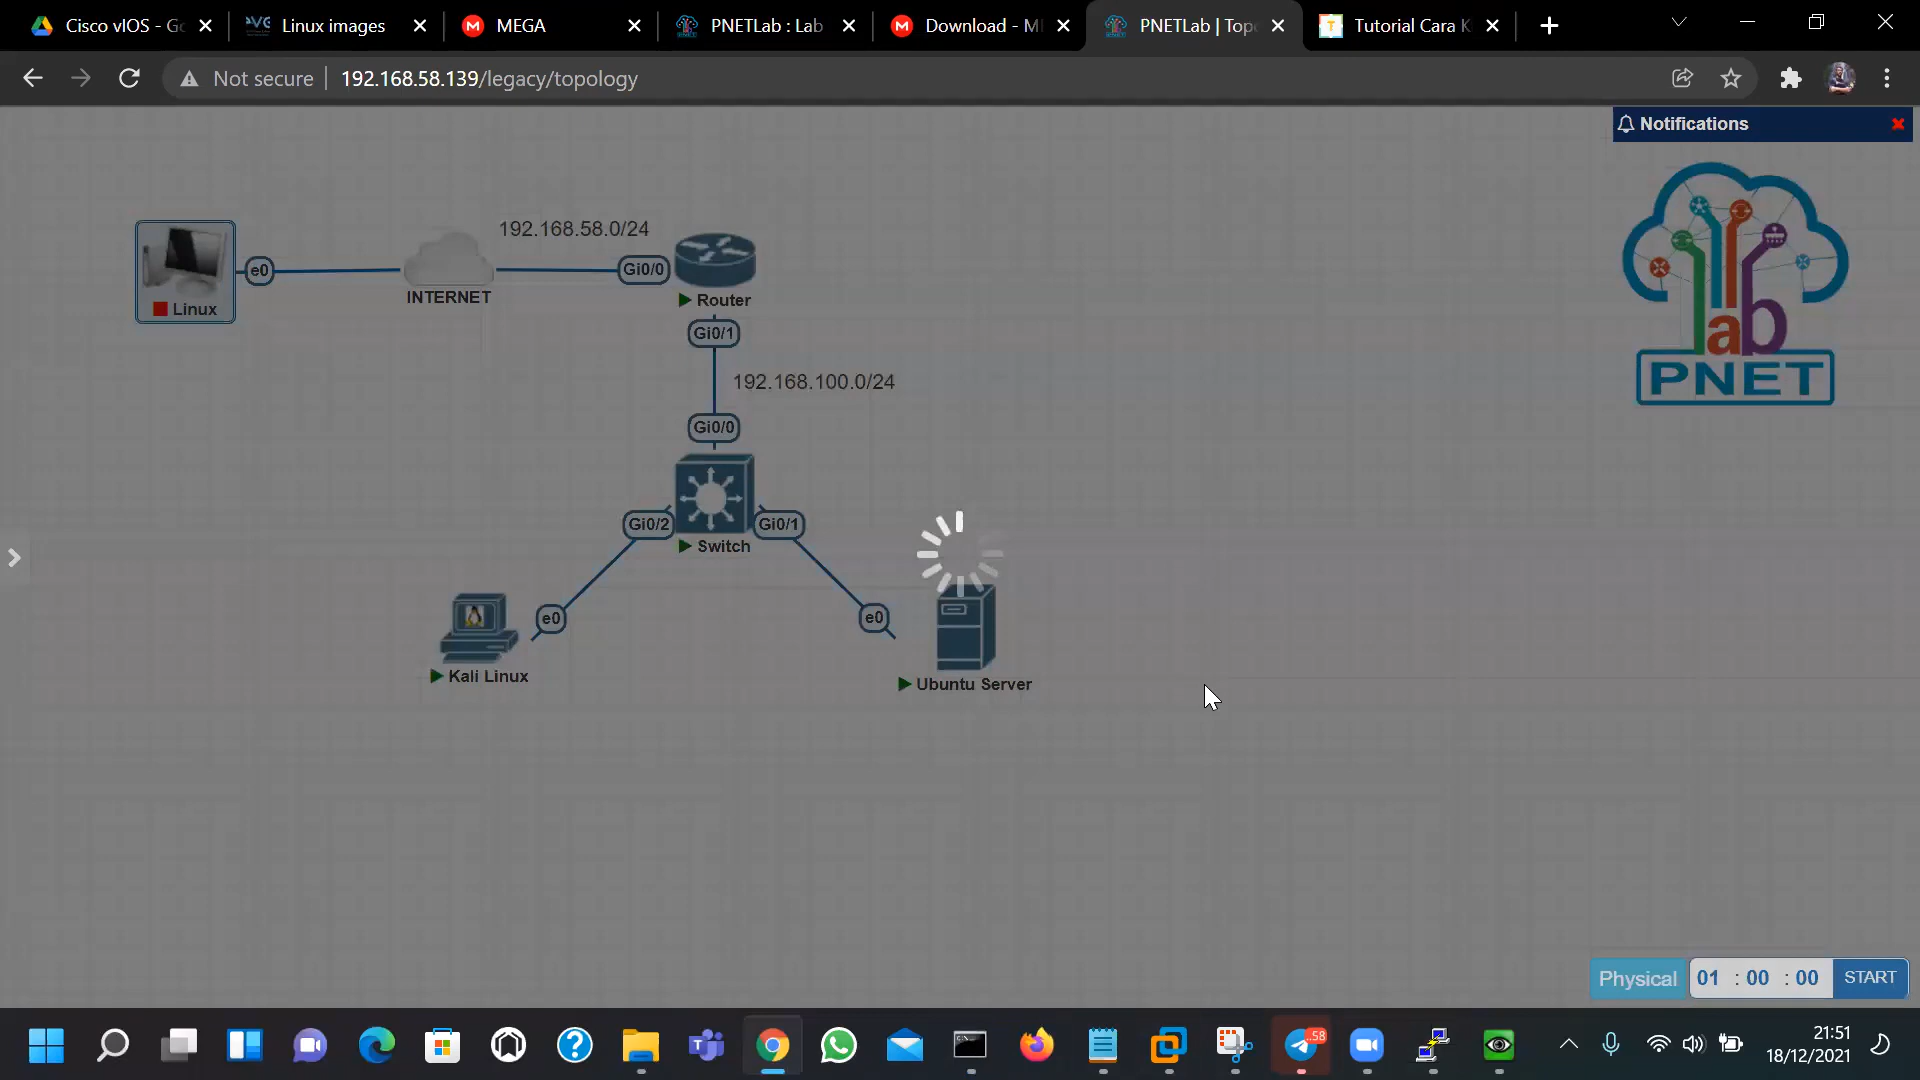 Cisco vIOS - Go
Linux images
MEGA
PNETLab : Lab
Download - M
PNETLab | Topo
Tutorial Cara K
Not secure
192.168.58.139/legacy/topology
Notifications
192.168.58.0/24
e0
Gi0/0
Linux
INTERNET
Router
Gi0/1
192.168.100.0/24
Gi0/0
Gi0/2
Gi0/1
Switch
e0
e0
Kali Linux
Ubuntu Server
lab
PNET
Physical
01 : 00 : 00
START
58
21:51
18/12/2021